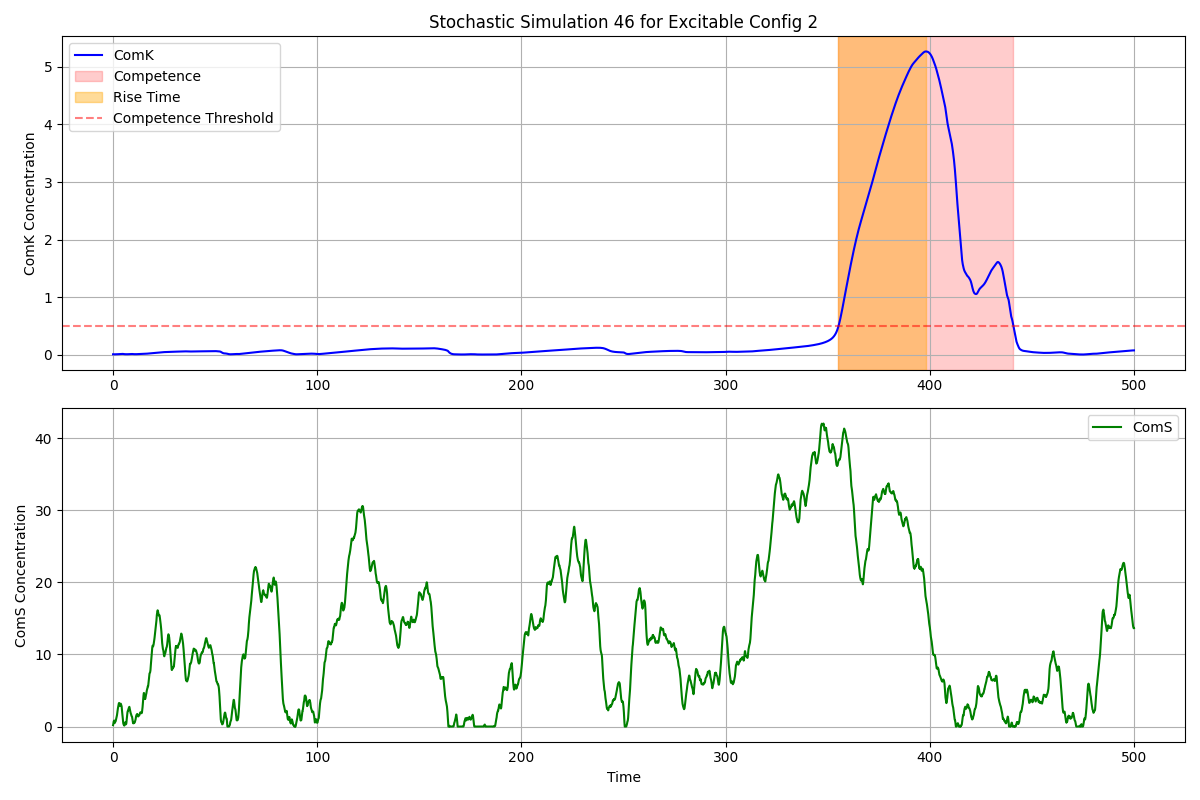 Stochastic Simulation 46 for Excitable Config 2
ComK
Competence
Rise Time
Competence Threshold
ComK Concentration
5
4
3
2
1
0
0 100 200 300 400 500
ComS
ComS Concentration
40
30
20
10
0
0 100 200 300 400 500
Time